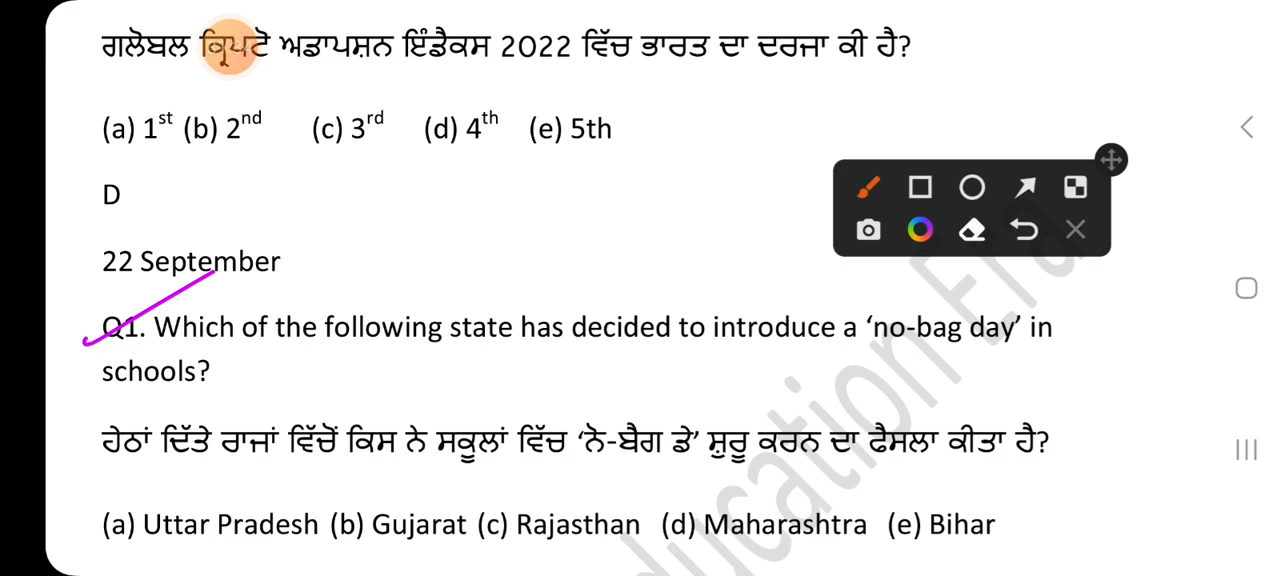 ਗਲੋਬਲ ਕ੍ਰਿਪਟੋ ਅਡਾਪਸ਼ਨ ਇੰਡੈਕਸ 2022 ਵਿੱਚ ਭਾਰਤ ਦਾ ਦਰਜਾ ਕੀ ਹੈ?
(a) 1st (b) 2nd (c) 3rd (d) 4th (e) 5th
D
22 September
Q1. Which of the following state has decided to introduce a ‘no-bag day’ in
schools?
ਹੇਠਾਂ ਦਿੱਤੇ ਰਾਜਾਂ ਵਿੱਚੋਂ ਕਿਸ ਨੇ ਸਕੂਲਾਂ ਵਿੱਚ ‘ਨੋ-ਬੈਗ ਡੇ’ ਸ਼ੁਰੂ ਕਰਨ ਦਾ ਫੈਸਲਾ ਕੀਤਾ ਹੈ?
(a) Uttar Pradesh (b) Gujarat (c) Rajasthan (d) Maharashtra (e) Bihar
ducation Era